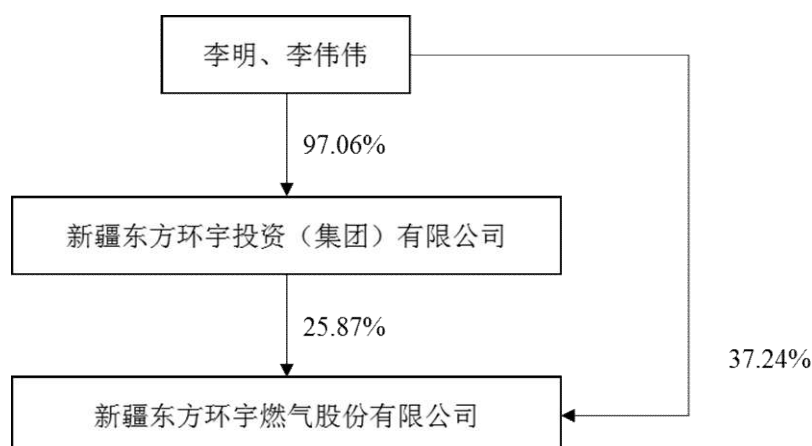 李明、李伟伟
97.06%
新疆东方环宇投资（集团）有限公司
25.87%
37.24%
新疆东方环宇燃气股份有限公司